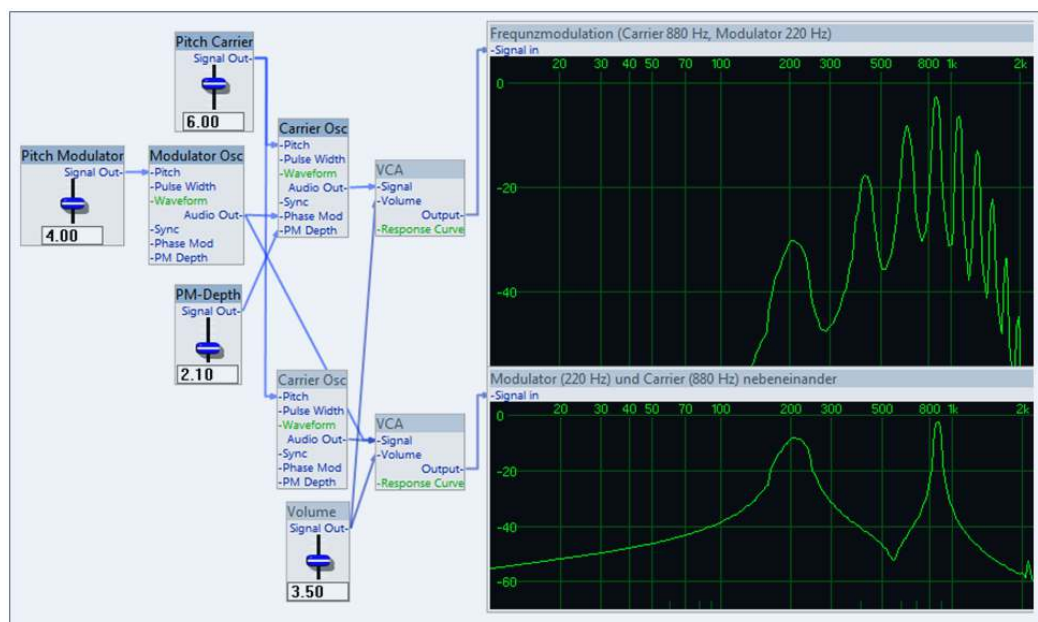 Pitch Carrier
Signal Out-
6.00
Pitch Modulator
Signal Out-
4.00
Modulator Osc
-Pitch
-Pulse Width
-Waveform
Audio Out-
-Sync
-Phase Mod
-PM Depth
PM-Depth
Signal Out-
2.10
Carrier Osc
-Pitch
-Pulse Width
-Waveform
Audio Out-
-Sync
-Phase Mod
-PM Depth
VCA
-Signal
-Volume
Output-
-Response Curve
Carrier Osc
-Pitch
-Pulse Width
-Waveform
Audio Out-
-Sync
-Phase Mod
-PM Depth
VCA
-Signal
-Volume
Output-
-Response Curve
Volume
Signal Out-
3.50
Frequnzmodulation (Carrier 880 Hz, Modulator 220 Hz)
-Signal in
20 30 40 50 70 100 200 300 500 800 1k 2k
0
-20
-40
Modulator (220 Hz) und Carrier (880 Hz) nebeneinander
-Signal in
20 30 40 50 70 100 200 300 500 800 1k 2k
0
-20
-40
-60